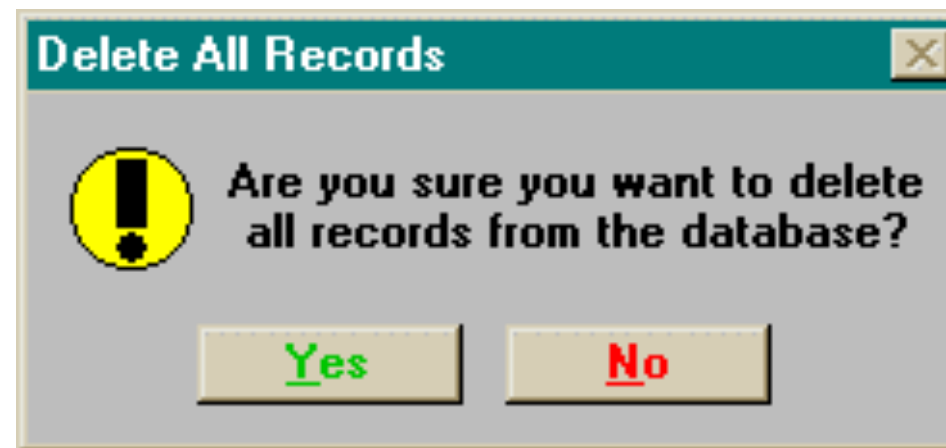 Delete All Records
Are you sure you want to delete
all records from the database?
Yes
No